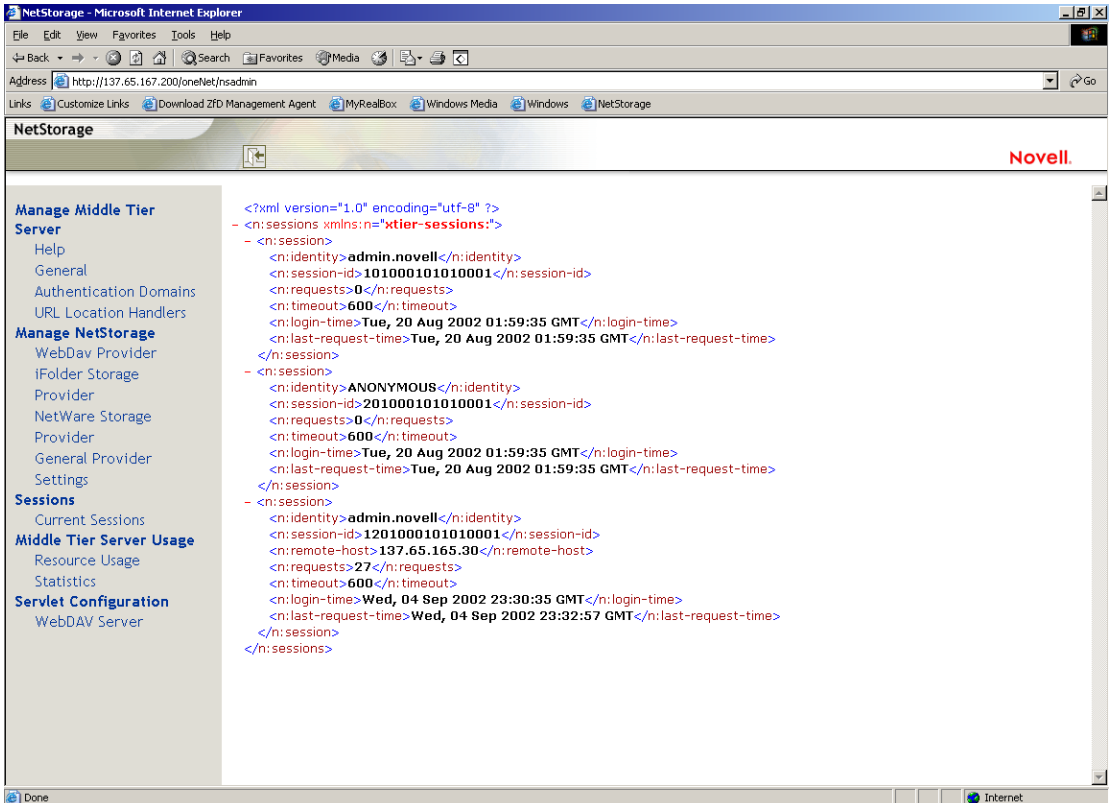 NetStorage - Microsoft Internet Explorer
File Edit View Favorites Tools Help
Back Search Favorites Media
Address http://137.65.167.200/oneNet/nsadmin Go
Links Customize Links Download ZfD Management Agent MyRealBox Windows Media Windows NetStorage
NetStorage
Novell.
Manage Middle Tier
Server
Help
General
Authentication Domains
URL Location Handlers
Manage NetStorage
WebDav Provider
iFolder Storage
Provider
NetWare Storage
Provider
General Provider
Settings
Sessions
Current Sessions
Middle Tier Server Usage
Resource Usage
Statistics
Servlet Configuration
WebDAV Server
<?xml version="1.0" encoding="utf-8" ?>
- <n:sessions xmlns:n="xtier-sessions:">
- <n:session>
<n:identity>admin.novell</n:identity>
<n:session-id>101000101010001</n:session-id>
<n:requests>0</n:requests>
<n:timeout>600</n:timeout>
<n:login-time>Tue, 20 Aug 2002 01:59:35 GMT</n:login-time>
<n:last-request-time>Tue, 20 Aug 2002 01:59:35 GMT</n:last-request-time>
</n:session>
- <n:session>
<n:identity>ANONYMOUS</n:identity>
<n:session-id>201000101010001</n:session-id>
<n:requests>0</n:requests>
<n:timeout>600</n:timeout>
<n:login-time>Tue, 20 Aug 2002 01:59:35 GMT</n:login-time>
<n:last-request-time>Tue, 20 Aug 2002 01:59:35 GMT</n:last-request-time>
</n:session>
- <n:session>
<n:identity>admin.novell</n:identity>
<n:session-id>1201000101010001</n:session-id>
<n:remote-host>137.65.165.30</n:remote-host>
<n:requests>27</n:requests>
<n:timeout>600</n:timeout>
<n:login-time>Wed, 04 Sep 2002 23:30:35 GMT</n:login-time>
<n:last-request-time>Wed, 04 Sep 2002 23:32:57 GMT</n:last-request-time>
</n:session>
</n:sessions>
Done Internet